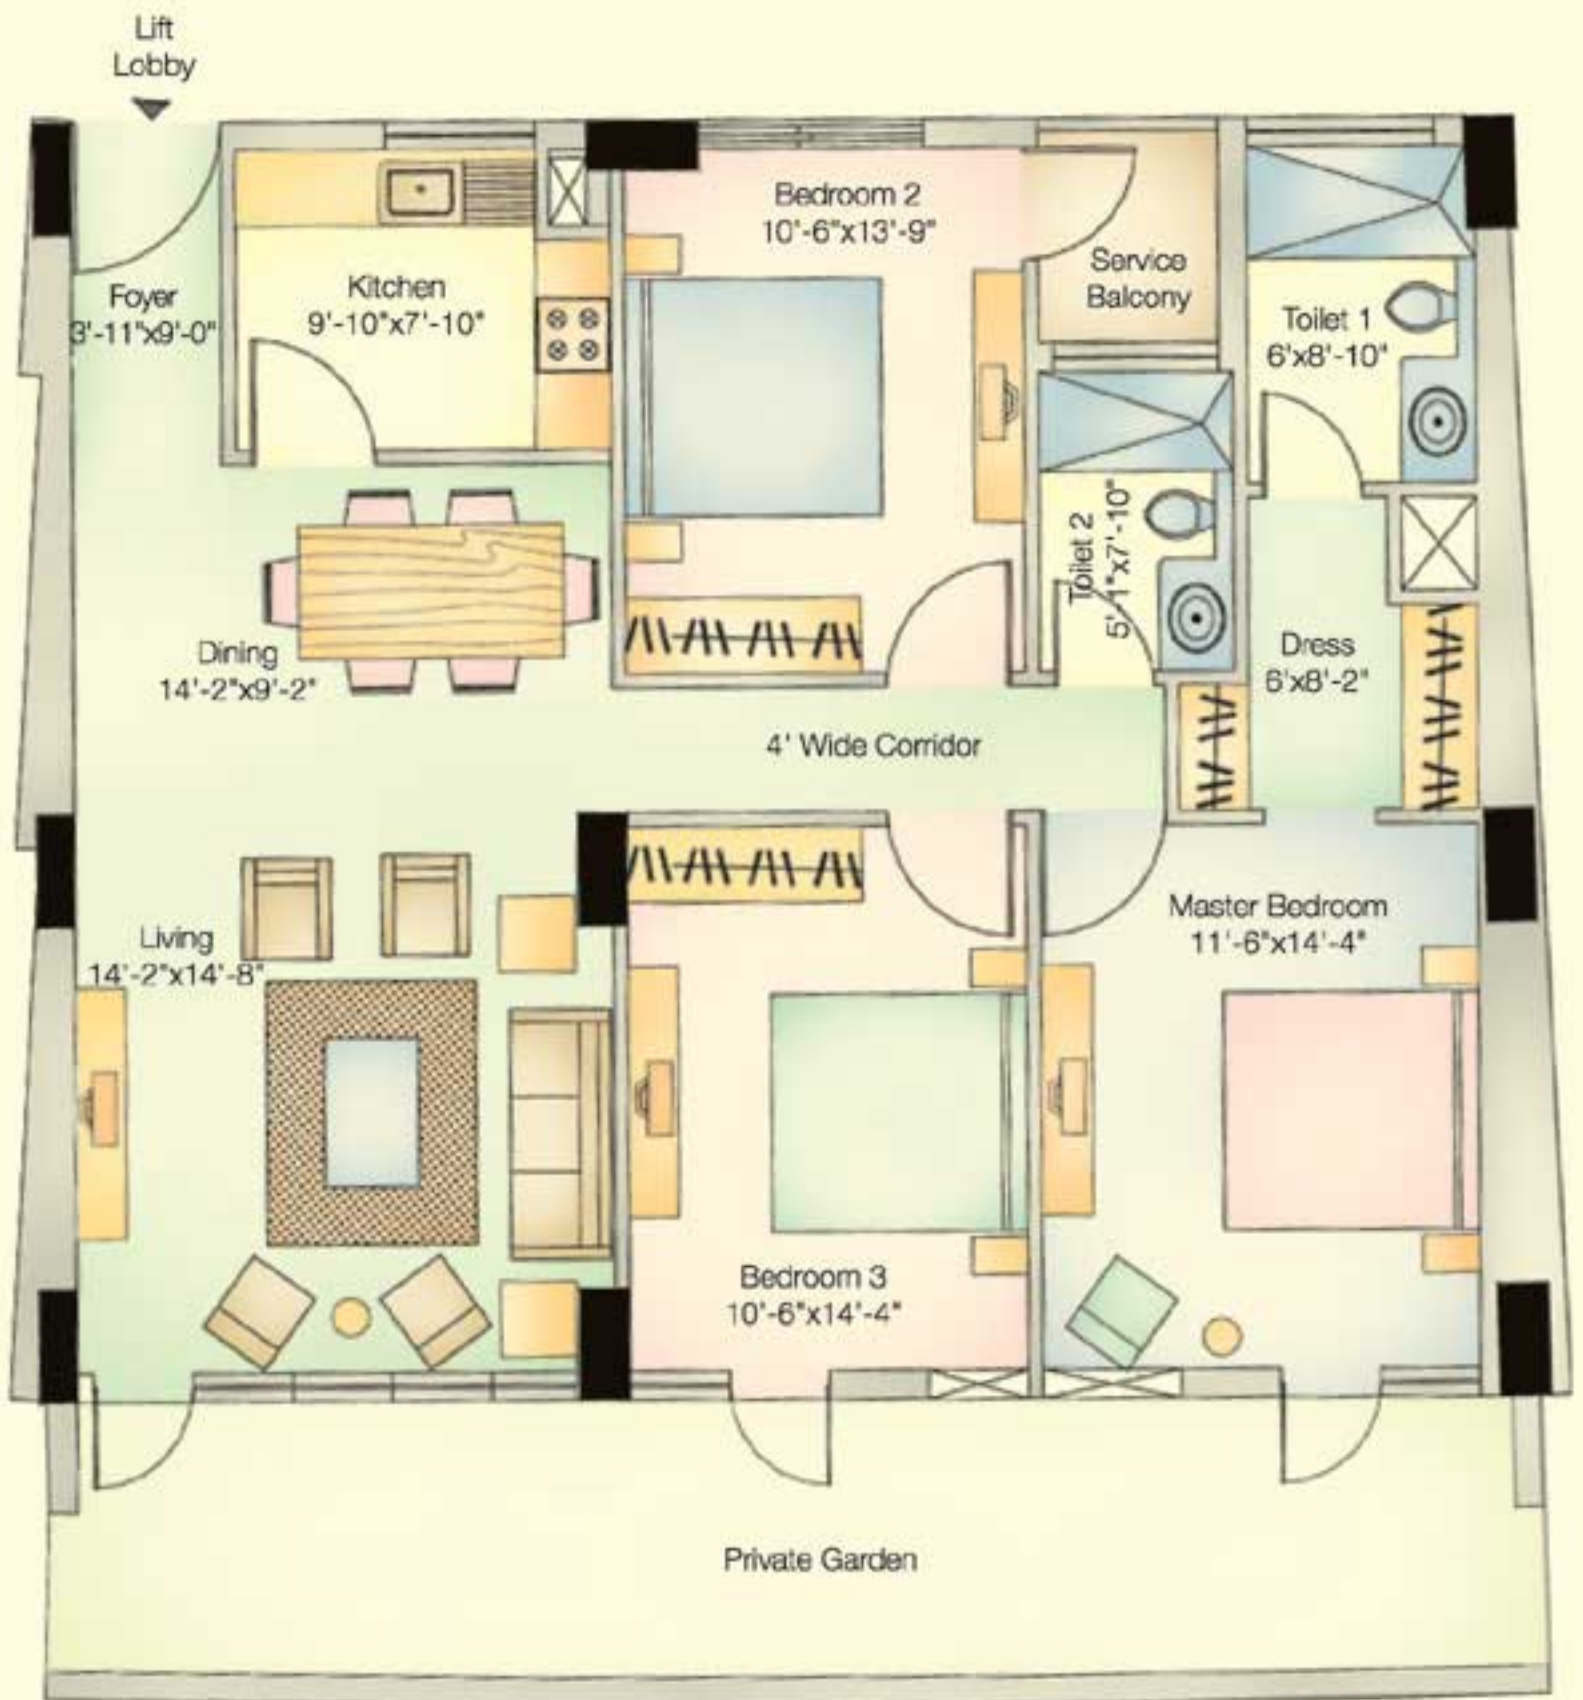 Lift
Lobby
Foyer
3'-11"x9'-0"
Kitchen
9'-10"x7'-10"
Bedroom 2
10'-6"x13'-9"
Service
Balcony
Toilet 1
6'x8'-10"
Toilet 2
5'-1"x7'-10"
Dining
14'-2"x9'-2"
Dress
6'x8'-2"
4' Wide Corridor
Living
14'-2"x14'-8"
Master Bedroom
11'-6"x14'-4"
Bedroom 3
10'-6"x14'-4"
Private Garden